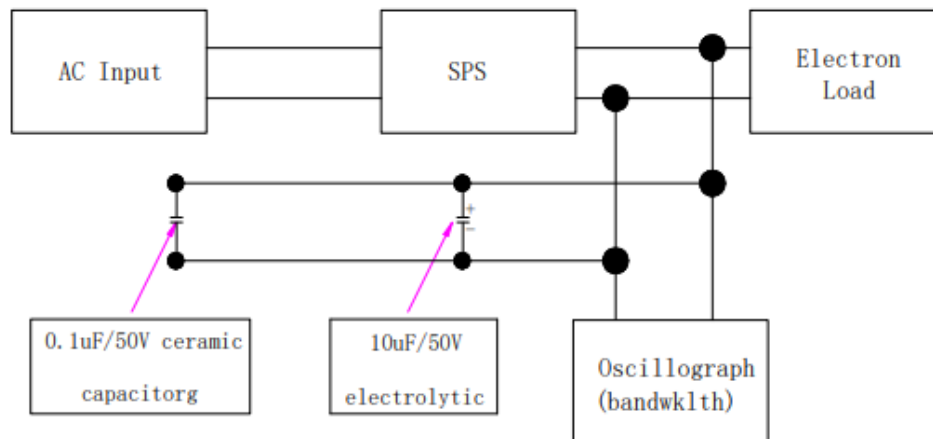 AC Input
SPS
Electron
Load
+
−
0.1uF/50V ceramic
capacitorg
10uF/50V
electrolytic
Oscillograph
(bandwklth)